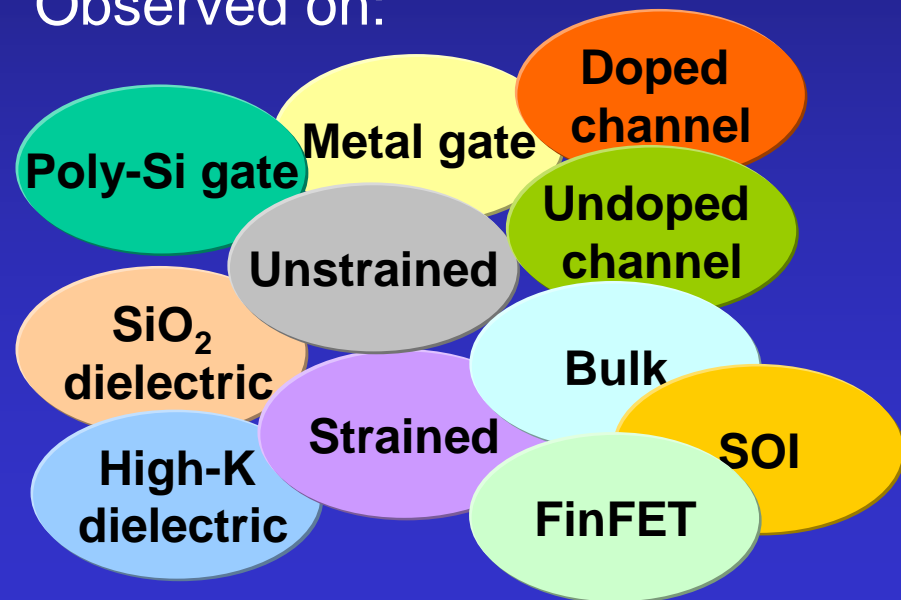 Observed on:
Doped
channel
Metal gate
Poly-Si gate
Undoped
channel
Unstrained
SiO₂
dielectric
Bulk
Strained
SOI
High-K
dielectric
FinFET